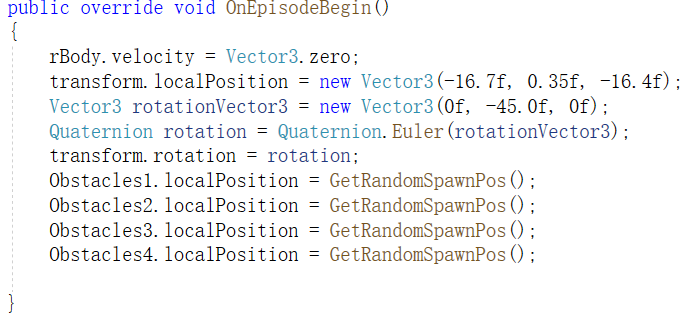 public override void OnEpisodeBegin()
{
rBody.velocity = Vector3.zero;
transform.localPosition = new Vector3(-16.7f, 0.35f, -16.4f);
Vector3 rotationVector3 = new Vector3(0f, -45.0f, 0f);
Quaternion rotation = Quaternion.Euler(rotationVector3);
transform.rotation = rotation;
Obstacles1.localPosition = GetRandomSpawnPos();
Obstacles2.localPosition = GetRandomSpawnPos();
Obstacles3.localPosition = GetRandomSpawnPos();
Obstacles4.localPosition = GetRandomSpawnPos();
}